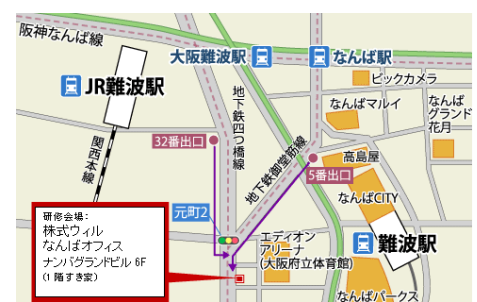 阪神なんば線
大阪難波駅
なんば駅
JR難波駅
ビックカメラ
なんばマルイ
なんば
グランド
花月
地下鉄四つ橋線
関西本線
32番出口
地下鉄御堂筋線
高島屋
5番出口
なんばCITY
元町2
研修会場：
株式ウィル
なんばオフィス
ナンバグランドビル 6F
(1 階すき家)
エディオン
アリーナ
(大阪府立体育館)
難波駅
なんばパークス